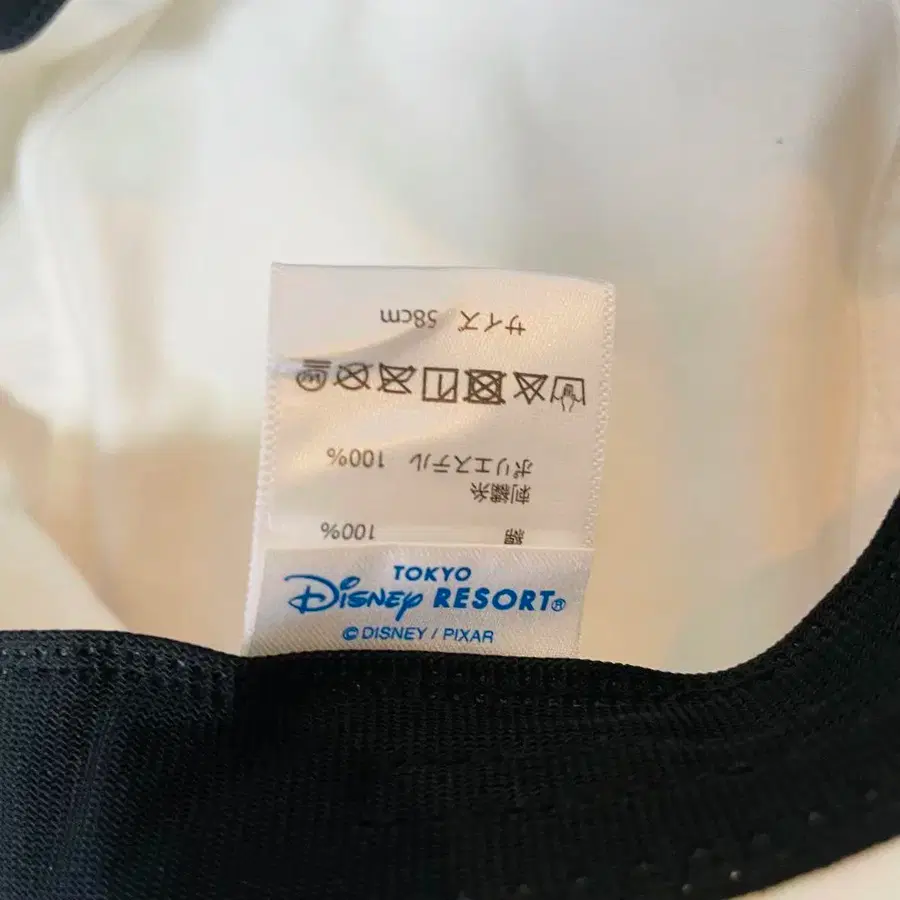 TOKYO
Disney RESORT®
© DISNEY / PIXAR
綿 100%
刺繍糸
ポリエステル 100%
サイズ 58cm